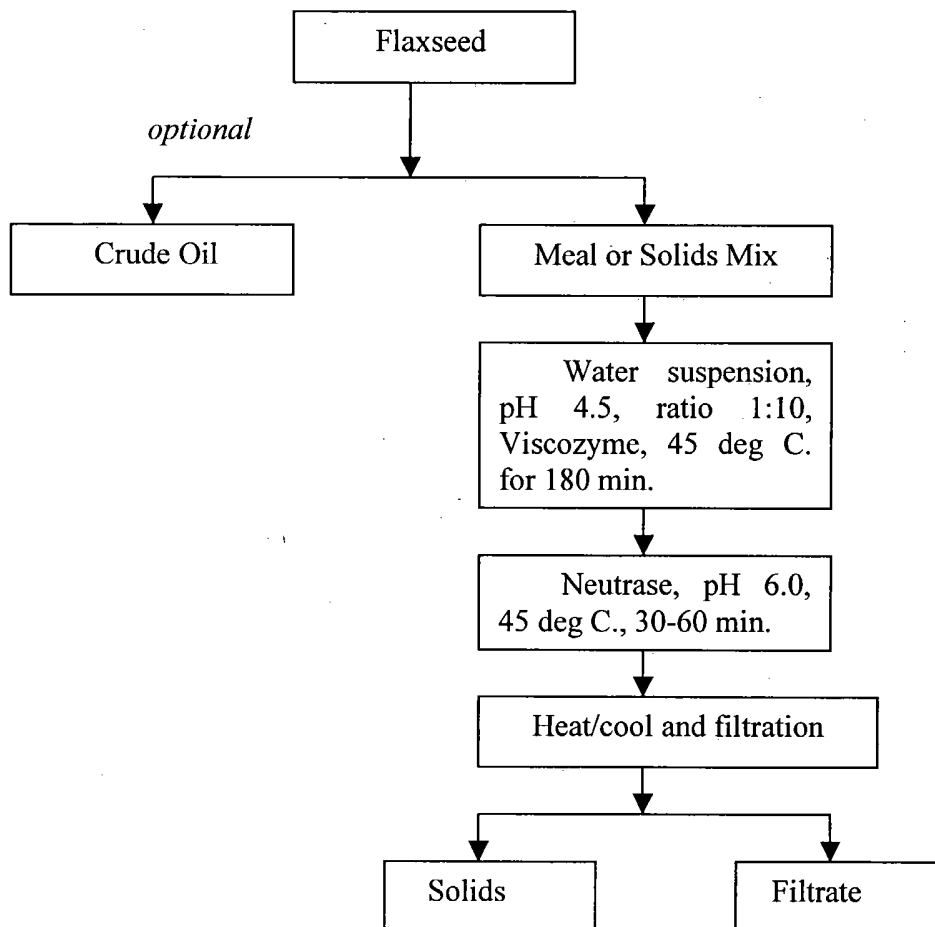 Flaxseed
optional
Crude Oil
Meal or Solids Mix
Water suspension,
pH 4.5, ratio 1:10,
Viscozyme, 45 deg C.
for 180 min.
Neutrase, pH 6.0,
45 deg C., 30-60 min.
Heat/cool and filtration
Solids
Filtrate